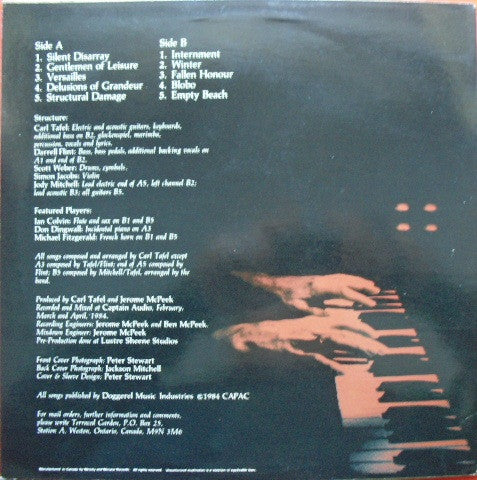 Side A
1. Silent Disarray
2. Gentlemen of Leisure
3. Versailles
4. Delusions of Grandeur
5. Structural Damage
Side B
1. Internment
2. Winter
3. Fallen Honour
4. Blobo
5. Empty Beach
Structure:
Carl Tafel: Electric and acoustic guitars, keyboards,
additional bass on B2, glockenspiel, marimba,
percussion, vocals and lyrics.
Darrell Flint: Bass, bass pedals, additional backing vocals on
A1 and end of B2.
Scott Weber: Drums, cymbals.
Simon Jacobs: Violin
Jody Mitchell: Lead electric end of A5, left channel B2;
lead acoustic B3; all guitars B5.
Featured Players:
Ian Colvin: Flute and sax on B1 and B5
Don Dingwall: Incidental piano on A3
Michael Fitzgerald: French horn on B1 and B5
All songs composed and arranged by Carl Tafel except
A3 composed by Tafel/Flint; end of A5 composed by
Flint; B5 composed by Mitchell/Tafel, arranged by the
band.
Produced by Carl Tafel and Jerome McPeek
Recorded and Mixed at Captain Audio, February,
March and April, 1984.
Recording Engineers: Jerome McPeek and Ben McPeek.
Mixdown Engineer: Jerome McPeek
Pre-Production done at Lustre Sheene Studios
Front Cover Photograph: Peter Stewart
Back Cover Photograph: Jackson Mitchell
Cover & Sleeve Design: Peter Stewart
All songs published by Doggerel Music Industries ©1984 CAPAC
For mail orders, further information and comments,
please write Terraced Garden, P.O. Box 25,
Station A, Weston, Ontario, Canada, M9N 3M6